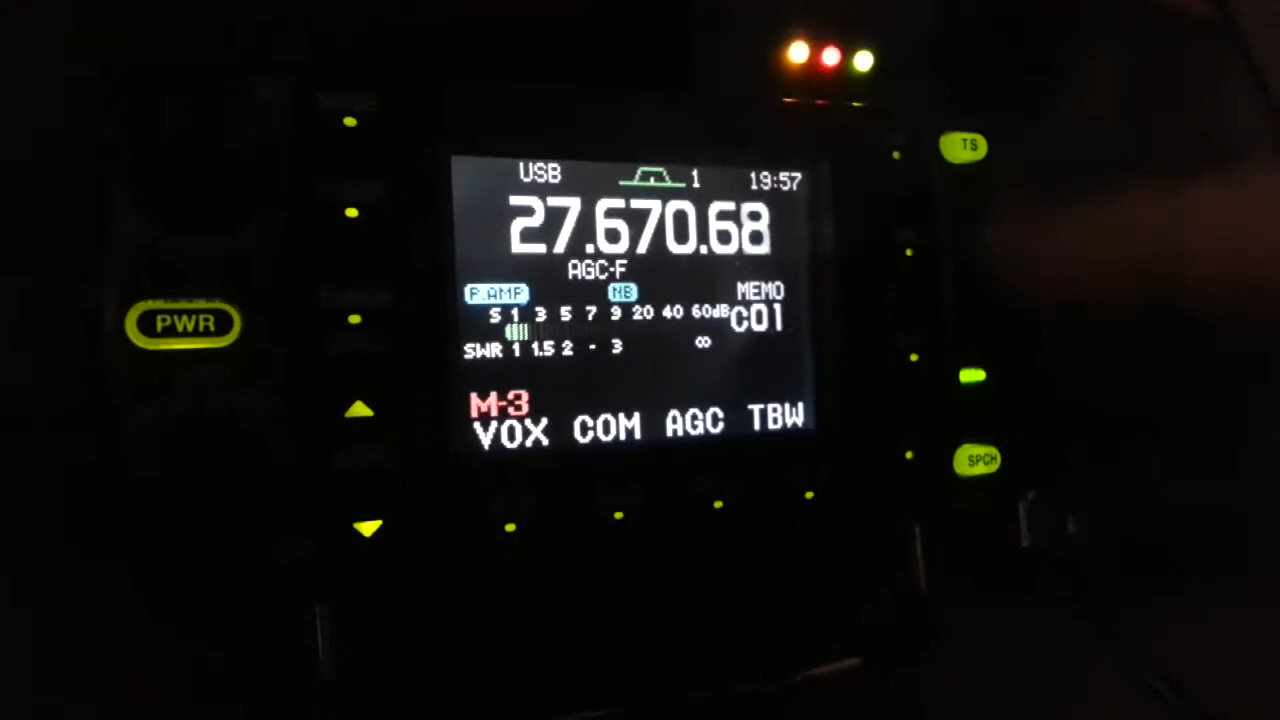 USB 1 19:57
27.670.68
AGC-F
P.AMP NB MEMO
S 1 3 5 7 9 20 40 60dB C01
SWR 1 1.5 2 - 3 ∞
M-3
VOX COM AGC TBW
PWR
TS
SPCH